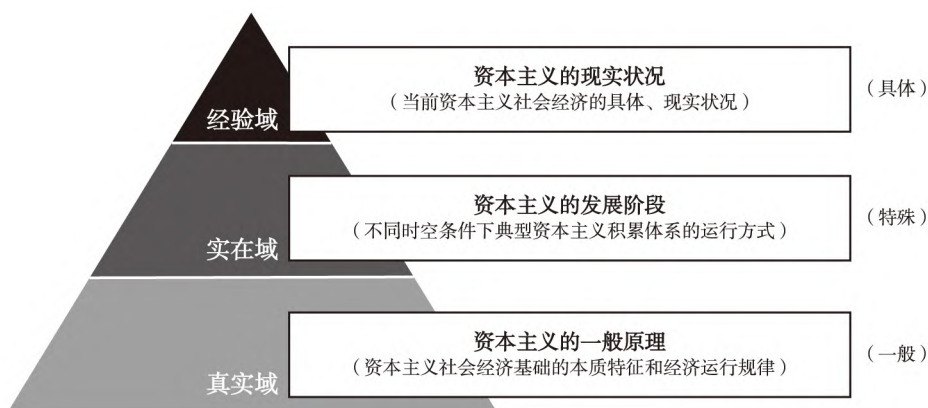 资本主义的现实状况
（当前资本主义社会经济的具体、现实状况）
（具体）
经验域
资本主义的发展阶段
（不同时空条件下典型资本主义积累体系的运行方式）
（特殊）
实在域
资本主义的一般原理
（资本主义社会经济基础的本质特征和经济运行规律）
（一般）
真实域